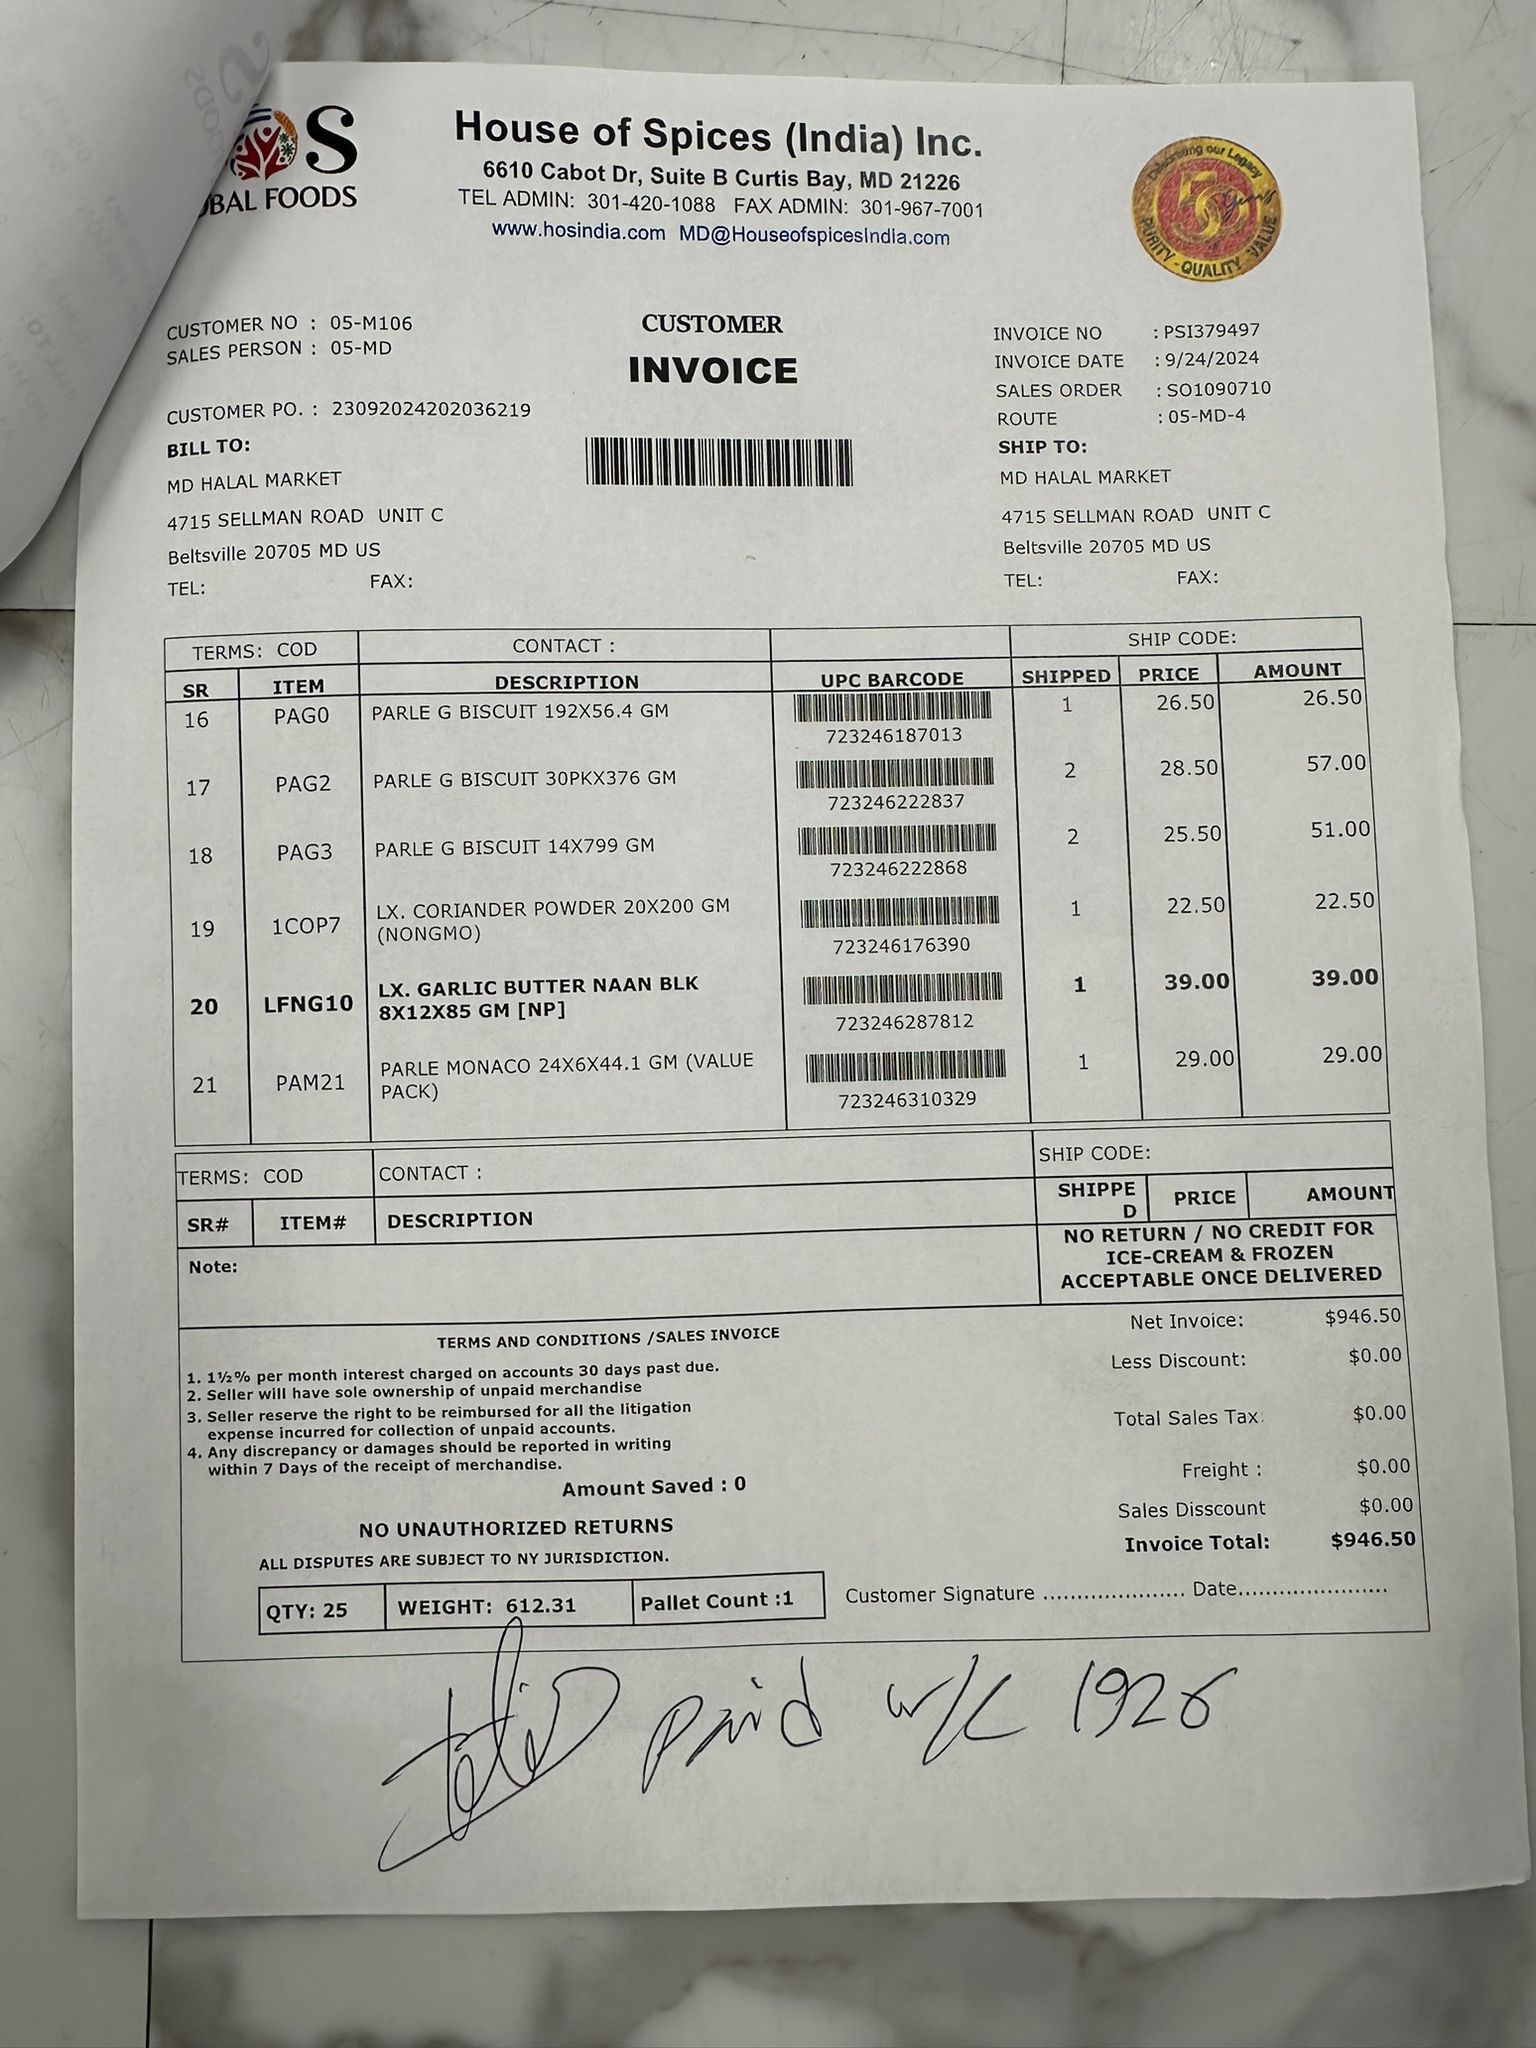 S
BAL FOODS
House of Spices (India) Inc.
6610 Cabot Dr, Suite B Curtis Bay, MD 21226
TEL ADMIN: 301-420-1088 FAX ADMIN: 301-967-7001
www.hosindia.com MD@HouseofspicesIndia.com
Celebrating our Legacy
50 Years
PURITY - QUALITY - VALUE
CUSTOMER NO : 05-M106
SALES PERSON : 05-MD
CUSTOMER PO. : 23092024202036219
CUSTOMER
INVOICE
INVOICE NO : PSI379497
INVOICE DATE : 9/24/2024
SALES ORDER : SO1090710
ROUTE : 05-MD-4
BILL TO:
MD HALAL MARKET
4715 SELLMAN ROAD UNIT C
Beltsville 20705 MD US
TEL: FAX:
SHIP TO:
MD HALAL MARKET
4715 SELLMAN ROAD UNIT C
Beltsville 20705 MD US
TEL: FAX:
TERMS: COD CONTACT : SHIP CODE:
SR ITEM DESCRIPTION UPC BARCODE SHIPPED PRICE AMOUNT
16 PAG0 PARLE G BISCUIT 192X56.4 GM 1 26.50 26.50
723246187013
17 PAG2 PARLE G BISCUIT 30PKX376 GM 2 28.50 57.00
723246222837
18 PAG3 PARLE G BISCUIT 14X799 GM 2 25.50 51.00
723246222868
19 1COP7 LX. CORIANDER POWDER 20X200 GM 1 22.50 22.50
(NONGMO)
723246176390
20 LFNG10 LX. GARLIC BUTTER NAAN BLK 1 39.00 39.00
8X12X85 GM [NP]
723246287812
21 PAM21 PARLE MONACO 24X6X44.1 GM (VALUE 1 29.00 29.00
PACK)
723246310329
TERMS: COD CONTACT : SHIP CODE:
SR# ITEM# DESCRIPTION SHIPPE PRICE AMOUNT
D
Note:
NO RETURN / NO CREDIT FOR
ICE-CREAM & FROZEN
ACCEPTABLE ONCE DELIVERED
TERMS AND CONDITIONS /SALES INVOICE
1. 1½% per month interest charged on accounts 30 days past due.
2. Seller will have sole ownership of unpaid merchandise
3. Seller reserve the right to be reimbursed for all the litigation
expense incurred for collection of unpaid accounts.
4. Any discrepancy or damages should be reported in writing
within 7 Days of the receipt of merchandise.
Amount Saved : 0
NO UNAUTHORIZED RETURNS
ALL DISPUTES ARE SUBJECT TO NY JURISDICTION.
Net Invoice: $946.50
Less Discount: $0.00
Total Sales Tax: $0.00
Freight : $0.00
Sales Disscount $0.00
Invoice Total: $946.50
QTY: 25 WEIGHT: 612.31 Pallet Count :1
Customer Signature ...................... Date.......................
paid w/c 1926